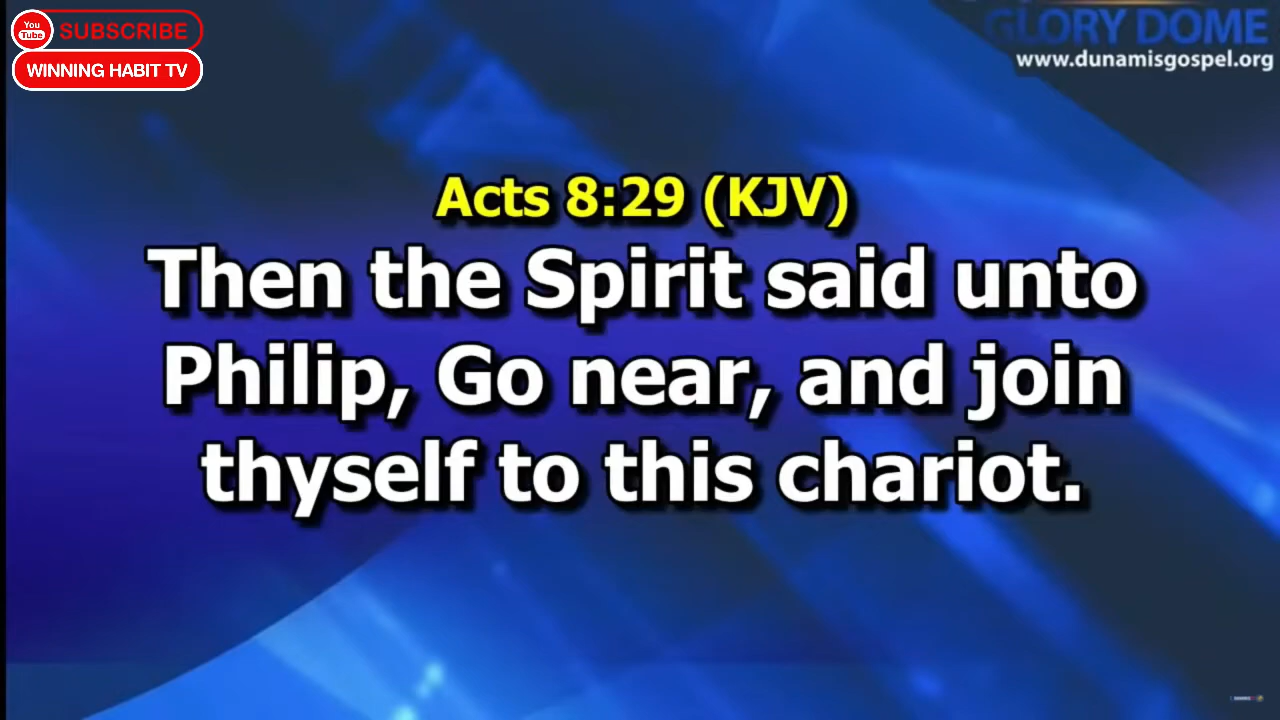 You
Tube
SUBSCRIBE
WINNING HABIT TV
GLORY DOME
www.dunamisgospel.org
Acts 8:29 (KJV)
Then the Spirit said unto
Philip, Go near, and join
thyself to this chariot.